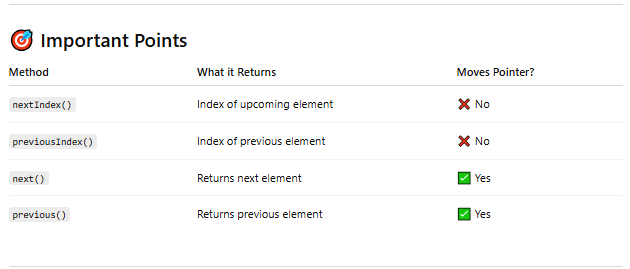 🎯 Important Points
Method What it Returns Moves Pointer?
nextIndex() Index of upcoming element ❌ No
previousIndex() Index of previous element ❌ No
next() Returns next element ✅ Yes
previous() Returns previous element ✅ Yes